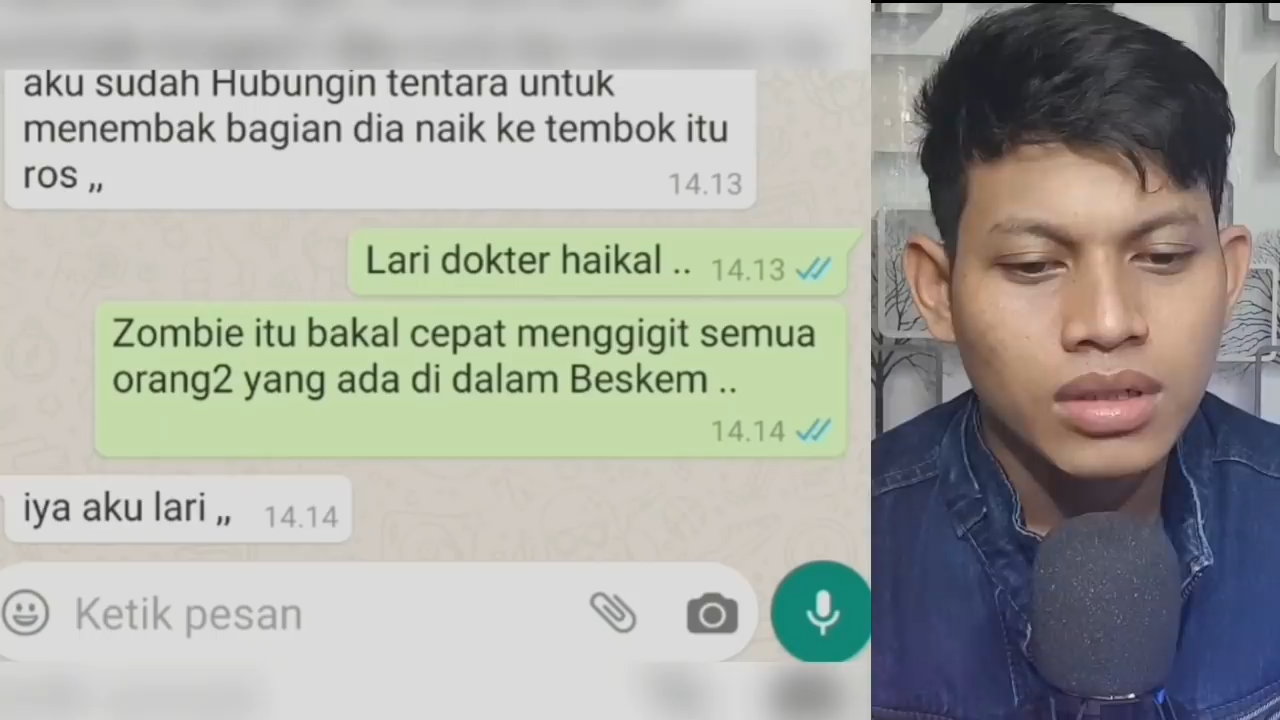 aku sudah Hubungin tentara untuk
menembak bagian dia naik ke tembok itu
ros ,,
14.13
Lari dokter haikal ..
14.13
Zombie itu bakal cepat menggigit semua
orang2 yang ada di dalam Beskem ..
14.14
iya aku lari ,,
14.14
Ketik pesan